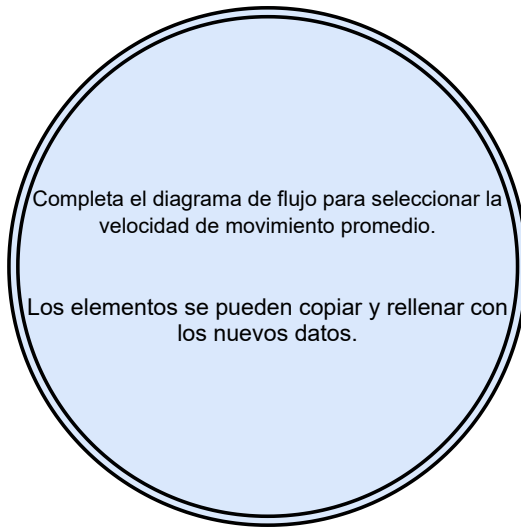 Completa el diagrama de flujo para seleccionar la
velocidad de movimiento promedio.
Los elementos se pueden copiar y rellenar con
los nuevos datos.